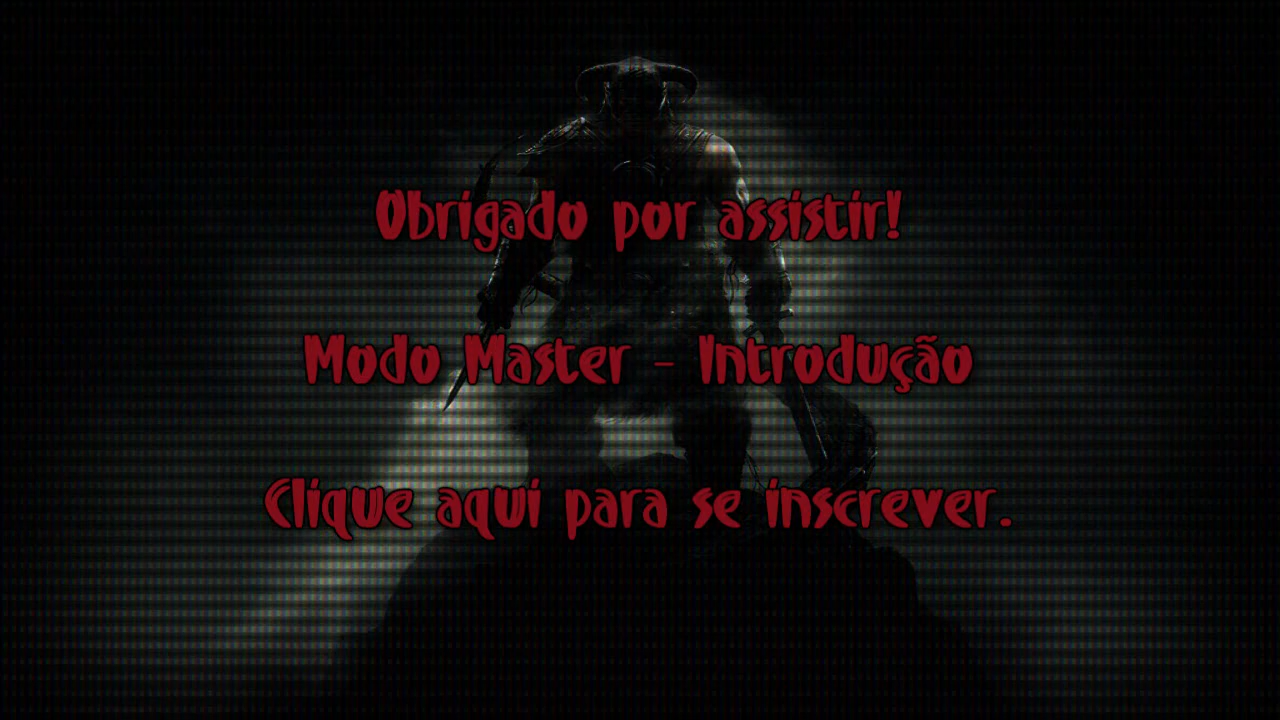 Obrigado por assistir!
Modo Master - Introdução
Clique aqui para se inscrever.